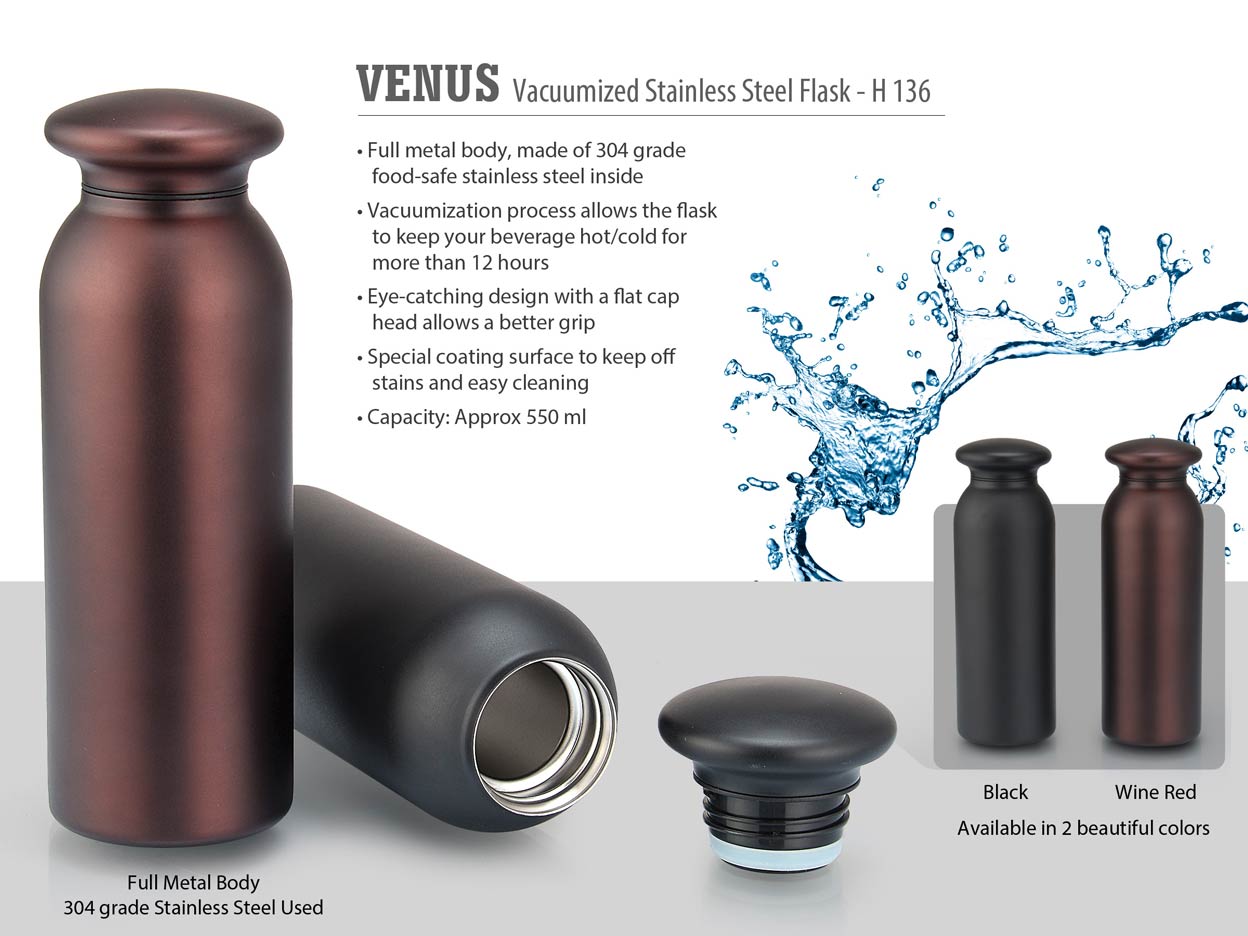 VENUS Vacuumized Stainless Steel Flask - H 136
• Full metal body, made of 304 grade
food-safe stainless steel inside
• Vacuumization process allows the flask
to keep your beverage hot/cold for
more than 12 hours
• Eye-catching design with a flat cap
head allows a better grip
• Special coating surface to keep off
stains and easy cleaning
• Capacity: Approx 550 ml
Black
Wine Red
Available in 2 beautiful colors
Full Metal Body
304 grade Stainless Steel Used